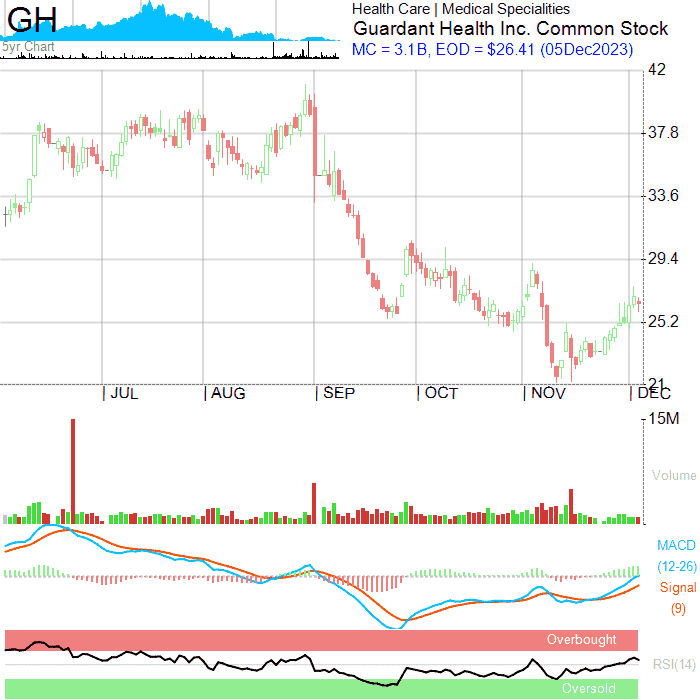 GH
5yr Chart
Health Care | Medical Specialities
Guardant Health Inc. Common Stock
MC = 3.1B, EOD = $26.41 (05Dec2023)
42
37.8
33.6
29.4
25.2
21
| JUL | AUG | SEP | OCT | NOV | DEC
15M
Volume
MACD
(12-26)
Signal
(9)
Overbought
RSI(14)
Oversold